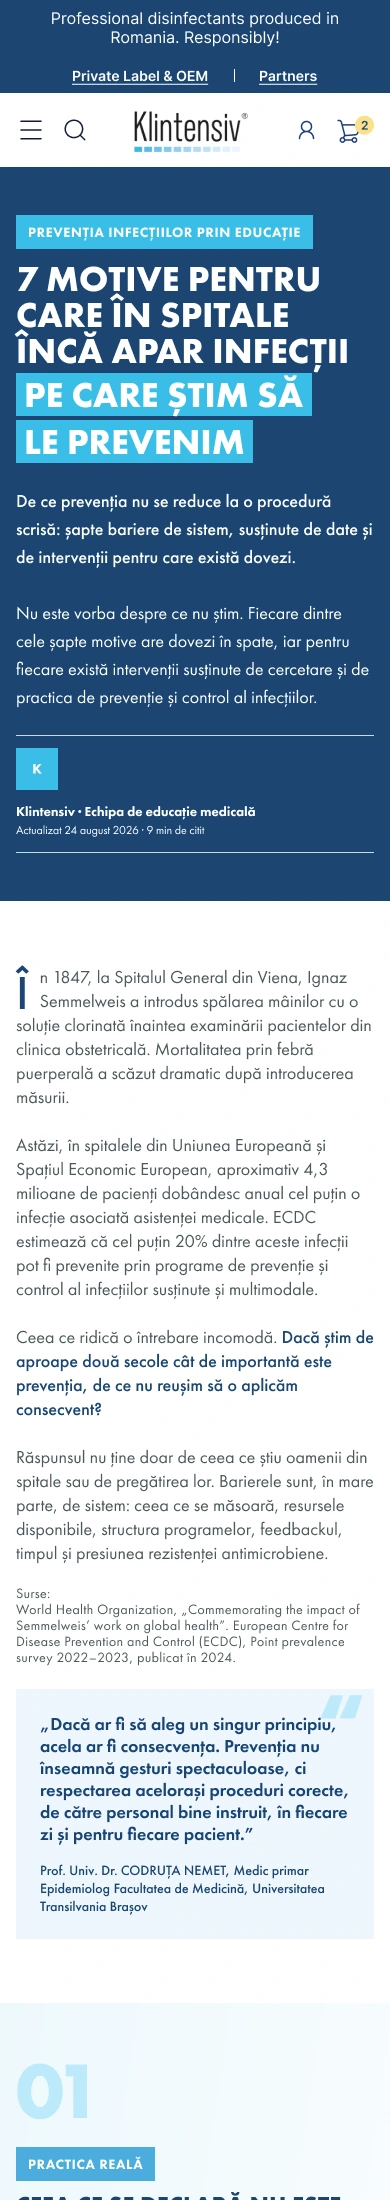 Professional disinfectants produced in
Romania. Responsibly!
Private Label & OEM | Partners
Klintensiv®
2
PREVENȚIA INFECȚIILOR PRIN EDUCAȚIE
7 MOTIVE PENTRU
CARE ÎN SPITALE
ÎNCĂ APAR INFECȚII
PE CARE ȘTIM SĂ
LE PREVENIM
De ce prevenția nu se reduce la o procedură
scrisă: șapte bariere de sistem, susținute de date și
de intervenții pentru care există dovezi.
Nu este vorba despre ce nu știm. Fiecare dintre
cele șapte motive are dovezi în spate, iar pentru
fiecare există intervenții susținute de cercetare și de
practica de prevenție și control al infecțiilor.
K
Klintensiv • Echipa de educație medicală
Actualizat 24 august 2026 · 9 min de citit
În 1847, la Spitalul General din Viena, Ignaz
Semmelweis a introdus spălarea mâinilor cu o
soluție clorinată înaintea examinării pacientelor din
clinica obstetricală. Mortalitatea prin febră
puerperală a scăzut dramatic după introducerea
măsurii.
Astăzi, în spitalele din Uniunea Europeană și
Spațiul Economic European, aproximativ 4,3
milioane de pacienți dobândesc anual cel puțin o
infecție asociată asistenței medicale. ECDC
estimează că cel puțin 20% dintre aceste infecții
pot fi prevenite prin programe de prevenție și
control al infecțiilor susținute și multimodale.
Ceea ce ridică o întrebare incomodă. Dacă știm de
aproape două secole cât de importantă este
prevenția, de ce nu reușim să o aplicăm
consecvent?
Răspunsul nu ține doar de ceea ce știu oamenii din
spitale sau de pregătirea lor. Barierele sunt, în mare
parte, de sistem: ceea ce se măsoară, resursele
disponibile, structura programelor, feedbackul,
timpul și presiunea rezistenței antimicrobiene.
Surse:
World Health Organization, „Commemorating the impact of
Semmelweis’ work on global health”. European Centre for
Disease Prevention and Control (ECDC), Point prevalence
survey 2022–2023, publicat în 2024.
„Dacă ar fi să aleg un singur principiu,
acela ar fi consecvența. Prevenția nu
înseamnă gesturi spectaculoase, ci
respectarea acelorași proceduri corecte,
de către personal bine instruit, în fiecare
zi și pentru fiecare pacient.”
Prof. Univ. Dr. CODRUȚA NEMET, Medic primar
Epidemiolog Facultatea de Medicină, Universitatea
Transilvania Brașov
01
PRACTICA REALĂ
CEEA CE SE DECLARĂ NU ESTE